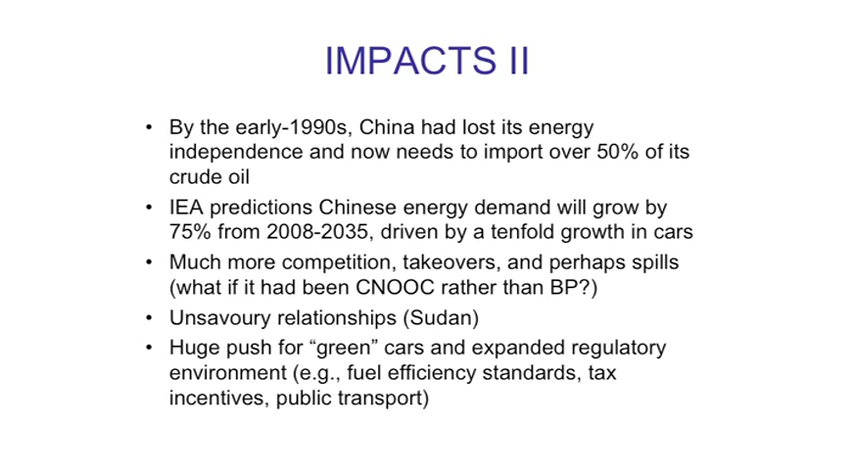 IMPACTS II
• By the early-1990s, China had lost its energy
independence and now needs to import over 50% of its
crude oil
• IEA predictions Chinese energy demand will grow by
75% from 2008-2035, driven by a tenfold growth in cars
• Much more competition, takeovers, and perhaps spills
(what if it had been CNOOC rather than BP?)
• Unsavoury relationships (Sudan)
• Huge push for “green” cars and expanded regulatory
environment (e.g., fuel efficiency standards, tax
incentives, public transport)